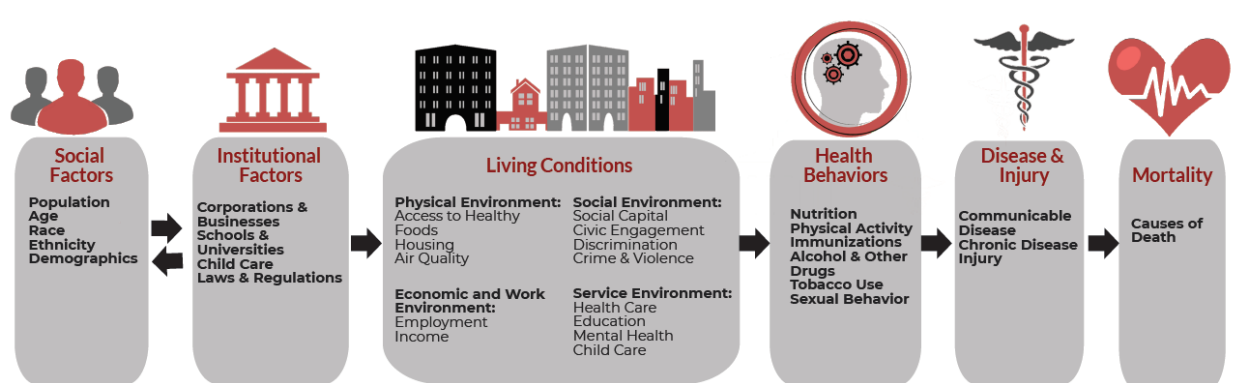 Social
Factors
Population
Age
Race
Ethnicity
Demographics
Institutional
Factors
Corporations &
Businesses
Schools &
Universities
Child Care
Laws & Regulations
Living Conditions
Physical Environment:
Access to Healthy
Foods
Housing
Air Quality
Economic and Work
Environment:
Employment
Income
Social Environment:
Social Capital
Civic Engagement
Discrimination
Crime & Violence
Service Environment:
Health Care
Education
Mental Health
Child Care
Health
Behaviors
Nutrition
Physical Activity
Immunizations
Alcohol & Other
Drugs
Tobacco Use
Sexual Behavior
Disease &
Injury
Communicable
Disease
Chronic Disease
Injury
Mortality
Causes of
Death